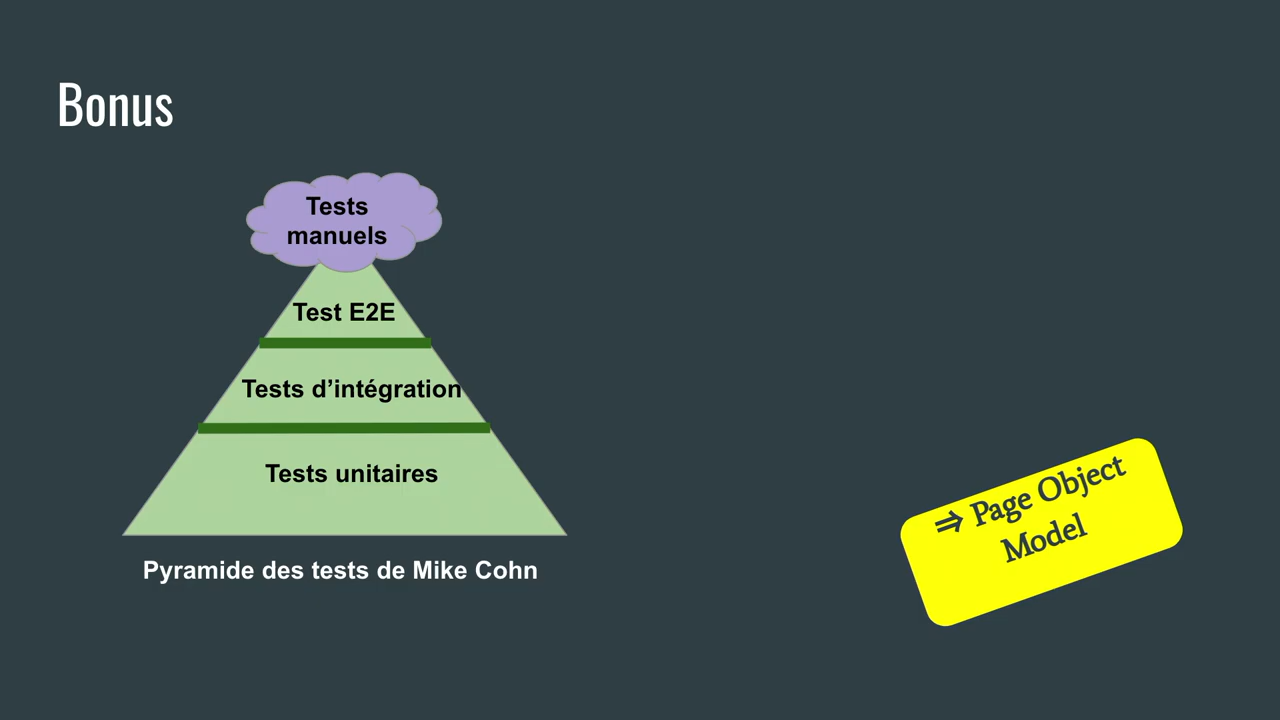 Bonus
Tests
manuels
Test E2E
Tests d’intégration
Tests unitaires
Pyramide des tests de Mike Cohn
⇒ Page Object
Model